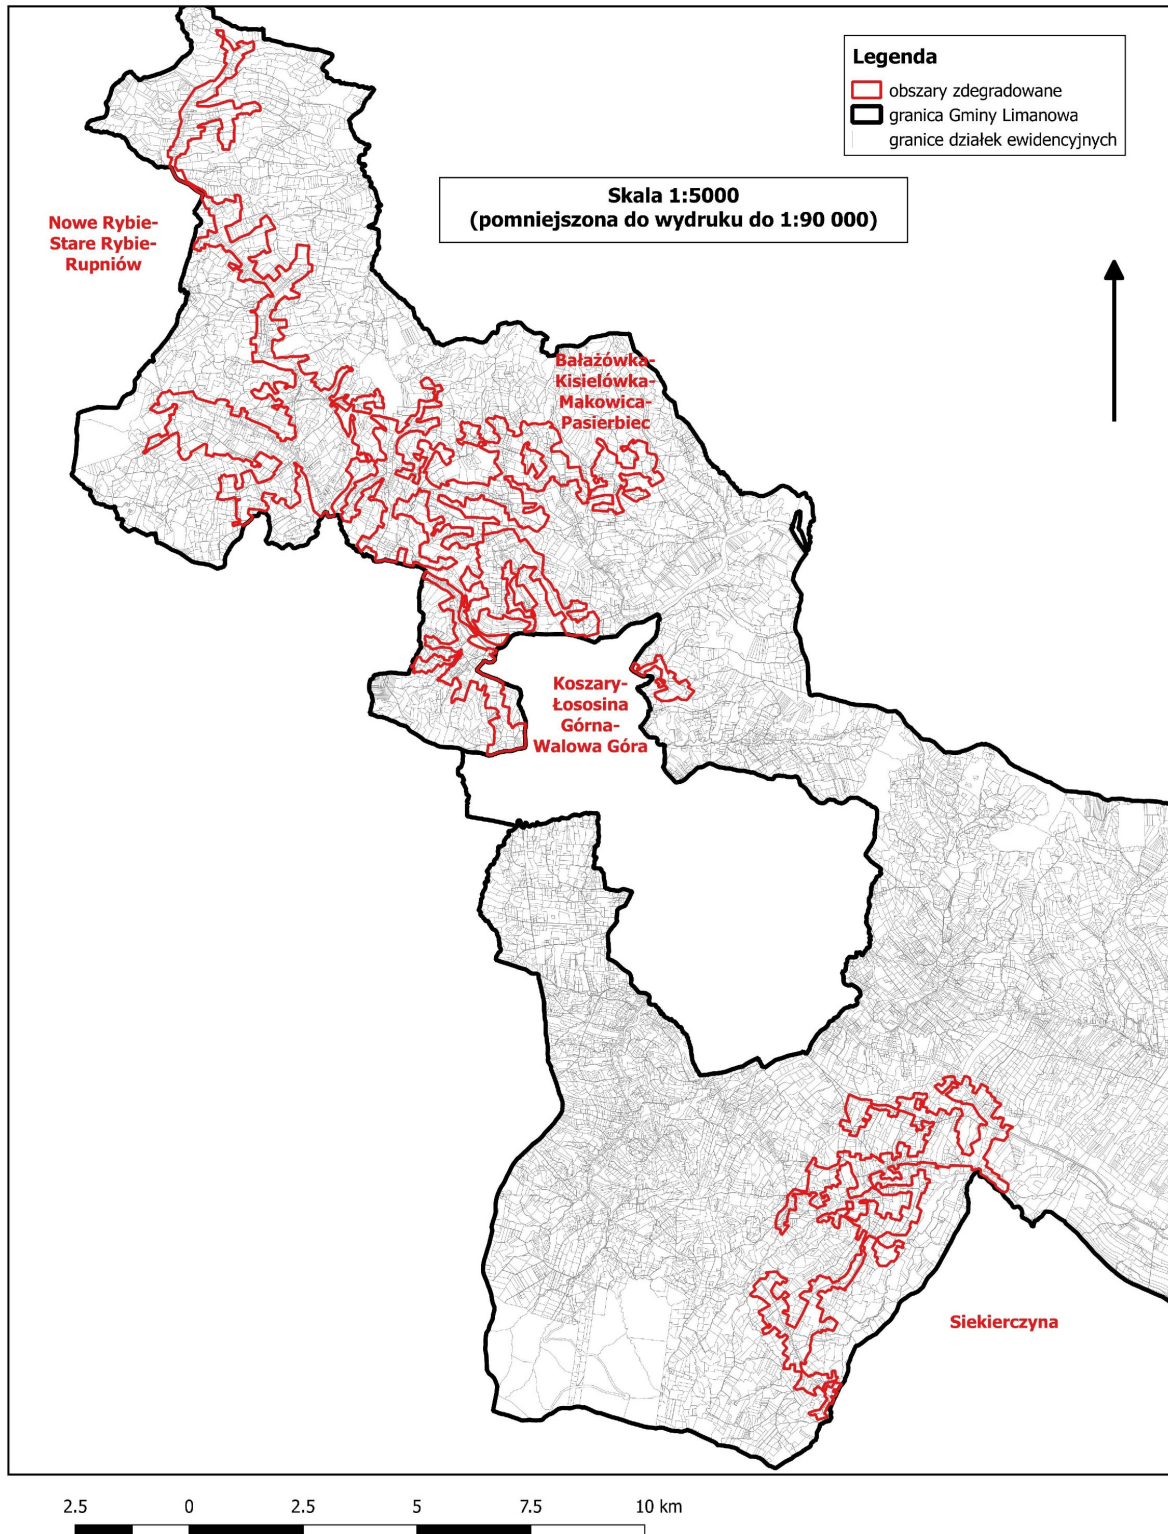 Legenda
obszary zdegradowane
granica Gminy Limanowa
granice działek ewidencyjnych
Skala 1:5000
(pomniejszona do wydruku do 1:90 000)
Nowe Rybie-
Stare Rybie-
Rupniów
Bałażówka-
Kisielówka-
Makowica-
Pasierbiec
Koszary-
Łososina
Górna-
Walowa Góra
Siekierczyna
2.5 0 2.5 5 7.5 10 km